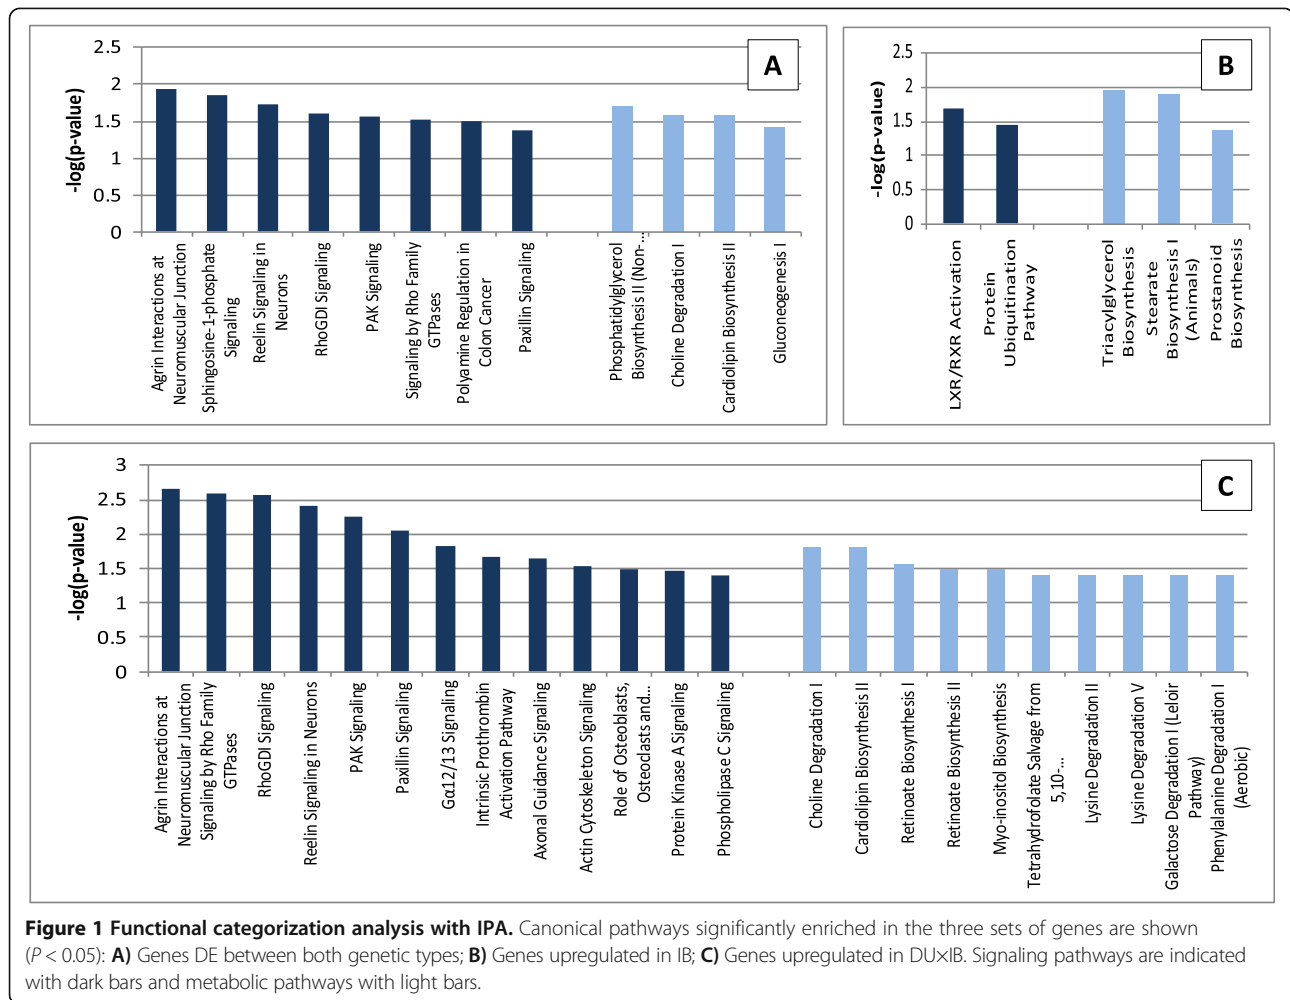 A
-log(p-value)
2.5
2
1.5
1
0.5
0
Agrin Interactions at
Neuromuscular Junction
Sphingosine-1-phosphate
Signaling
Reelin Signaling in
Neurons
RhoGDI Signaling
PAK Signaling
Signaling by Rho Family
GTPases
Polyamine Regulation in
Colon Cancer
Paxillin Signaling
Phosphatidylglycerol
Biosynthesis II (Non-...
Choline Degradation I
Cardiolipin Biosynthesis II
Gluconeogenesis I
B
-log(p-value)
2.5
2
1.5
1
0.5
0
LXR/RXR Activation
Protein
Ubiquitination
Pathway
Triacylglycerol
Biosynthesis
Stearate
Biosynthesis I
(Animals)
Prostanoid
Biosynthesis
C
-log(p-value)
3
2.5
2
1.5
1
0.5
0
Agrin Interactions at
Neuromuscular Junction
Signaling by Rho Family
GTPases
RhoGDI Signaling
Reelin Signaling in Neurons
PAK Signaling
Paxillin Signaling
Gα12/13 Signaling
Intrinsic Prothrombin
Activation Pathway
Axonal Guidance Signaling
Actin Cytoskeleton Signaling
Role of Osteoblasts,
Osteoclasts and...
Protein Kinase A Signaling
Phospholipase C Signaling
Choline Degradation I
Cardiolipin Biosynthesis II
Retinoate Biosynthesis I
Retinoate Biosynthesis II
Myo-inositol Biosynthesis
Tetrahydrofolate Salvage from
5,10-...
Lysine Degradation II
Lysine Degradation V
Galactose Degradation I (Leloir
Pathway)
Phenylalanine Degradation I
(Aerobic)
Figure 1 Functional categorization analysis with IPA. Canonical pathways significantly enriched in the three sets of genes are shown
(P < 0.05): A) Genes DE between both genetic types; B) Genes upregulated in IB; C) Genes upregulated in DU×IB. Signaling pathways are indicated
with dark bars and metabolic pathways with light bars.